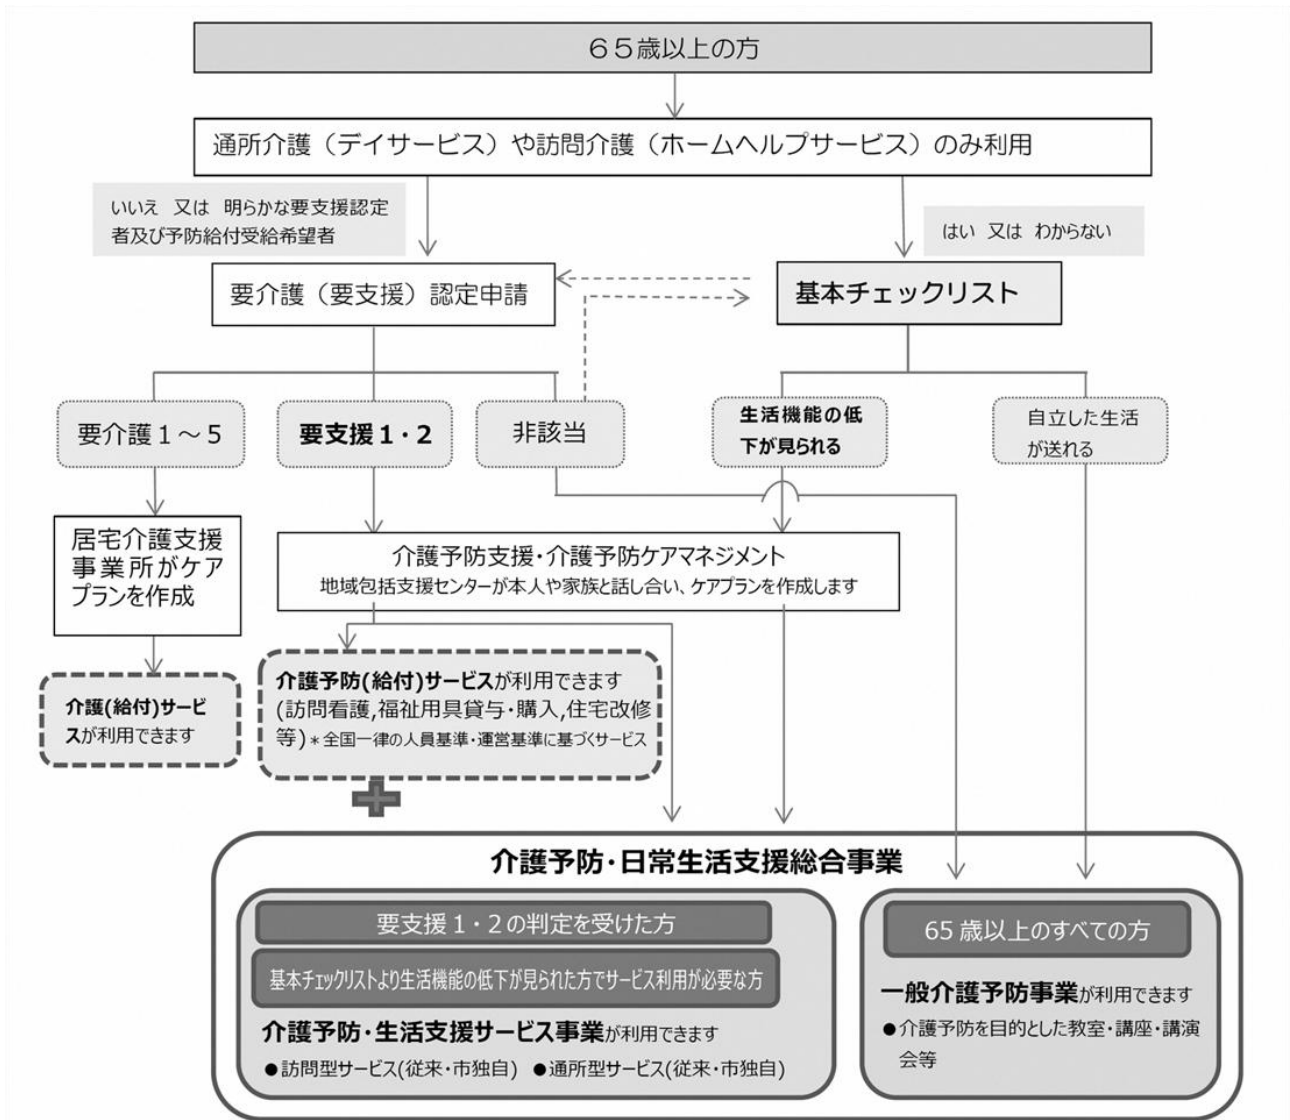 ６５歳以上の方
通所介護（デイサービス）や訪問介護（ホームヘルプサービス）のみ利用
いいえ　又は　明らかな要支援認定
者及び予防給付受給希望者
はい　又は　わからない
要介護（要支援）認定申請
基本チェックリスト
要介護１～５
要支援１・２
非該当
生活機能の低
下が見られる
自立した生活
が送れる
居宅介護支援
事業所がケア
プランを作成
介護予防支援・介護予防ケアマネジメント
地域包括支援センターが本人や家族と話し合い、ケアプランを作成します
介護(給付)サービ
スが利用できます
介護予防(給付)サービスが利用できます
(訪問看護,福祉用具貸与・購入,住宅改修
等)＊全国一律の人員基準・運営基準に基づくサービス
介護予防・日常生活支援総合事業
要支援１・２の判定を受けた方
基本チェックリストより生活機能の低下が見られた方でサービス利用が必要な方
介護予防・生活支援サービス事業が利用できます
●訪問型サービス(従来・市独自)　●通所型サービス(従来・市独自)
65 歳以上のすべての方
一般介護予防事業が利用できます
●介護予防を目的とした教室・講座・講演
会等